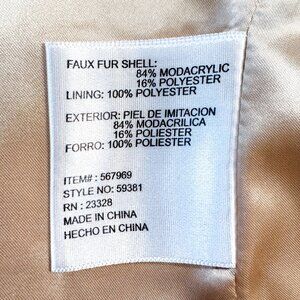 FAUX FUR SHELL:
84% MODACRYLIC
16% POLYESTER
LINING: 100% POLYESTER
EXTERIOR: PIEL DE IMITACION
84% MODACRILICA
16% POLIESTER
FORRO: 100% POLIESTER
ITEM# : 567969
STYLE NO: 59381
RN : 23328
MADE IN CHINA
HECHO EN CHINA